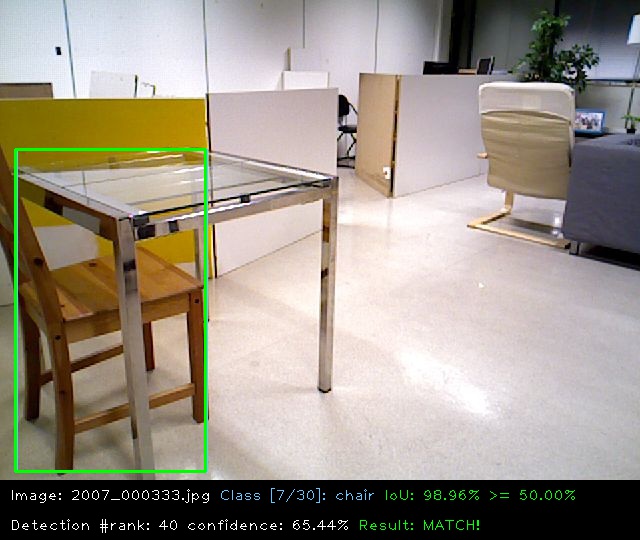 Image: 2007_000333.jpg Class [7/30]: chair IoU: 98.96% >= 50.00%
Detection #rank: 40 confidence: 65.44% Result: MATCH!